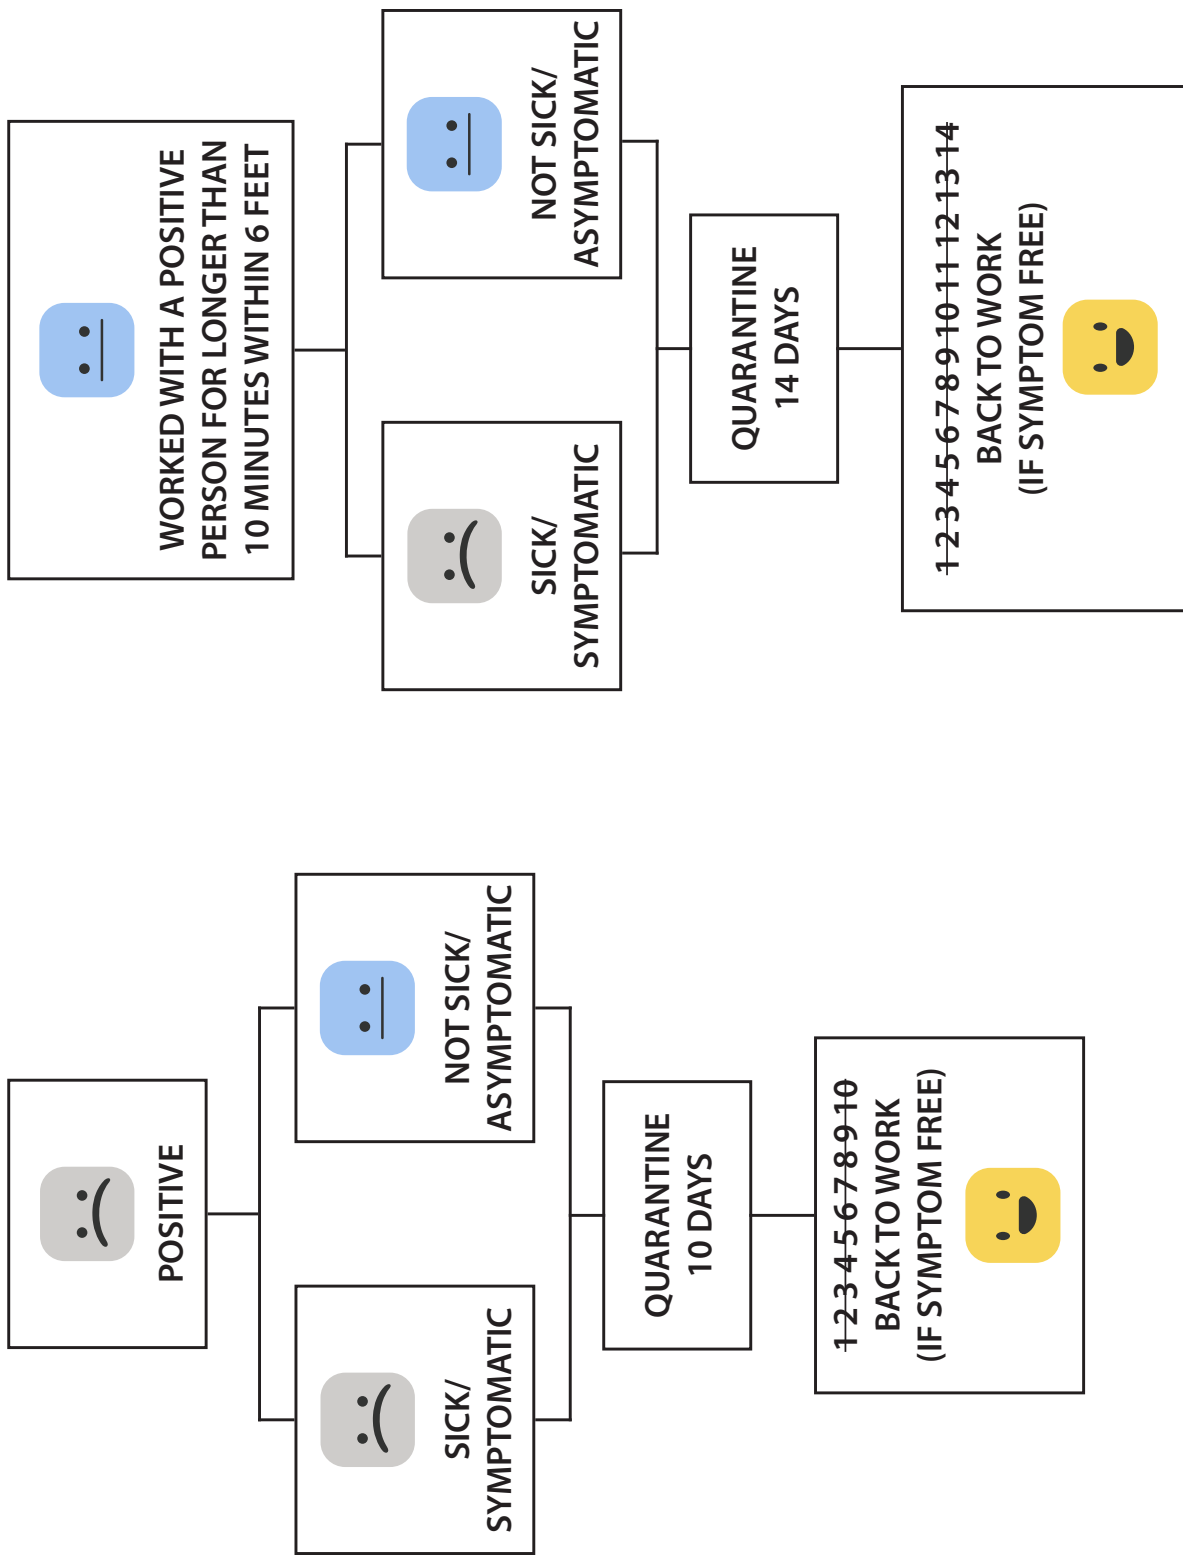 POSITIVE
SICK/
SYMPTOMATIC
NOT SICK/
ASYMPTOMATIC
QUARANTINE
10 DAYS
1 2 3 4 5 6 7 8 9 10
BACK TO WORK
(IF SYMPTOM FREE)
WORKED WITH A POSITIVE
PERSON FOR LONGER THAN
10 MINUTES WITHIN 6 FEET
SICK/
SYMPTOMATIC
NOT SICK/
ASYMPTOMATIC
QUARANTINE
14 DAYS
1 2 3 4 5 6 7 8 9 10 11 12 13 14
BACK TO WORK
(IF SYMPTOM FREE)